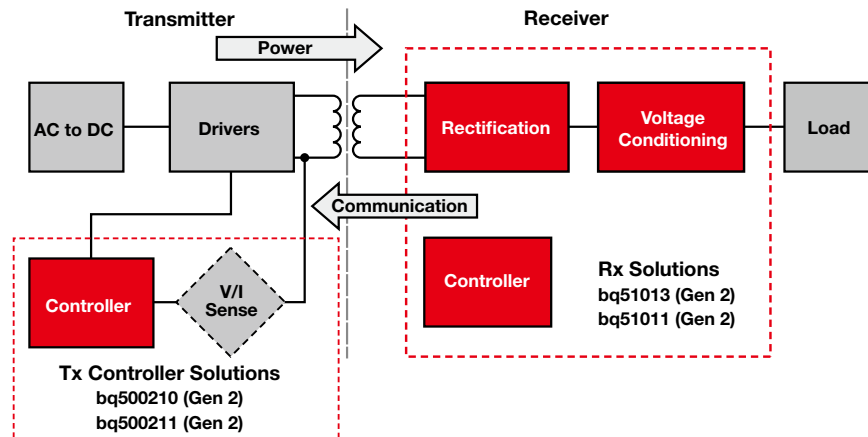 Transmitter
Receiver
Power
AC to DC
Drivers
Rectification
Voltage
Conditioning
Load
Communication
Controller
V/I
Sense
Controller
Rx Solutions
bq51013 (Gen 2)
bq51011 (Gen 2)
Tx Controller Solutions
bq500210 (Gen 2)
bq500211 (Gen 2)